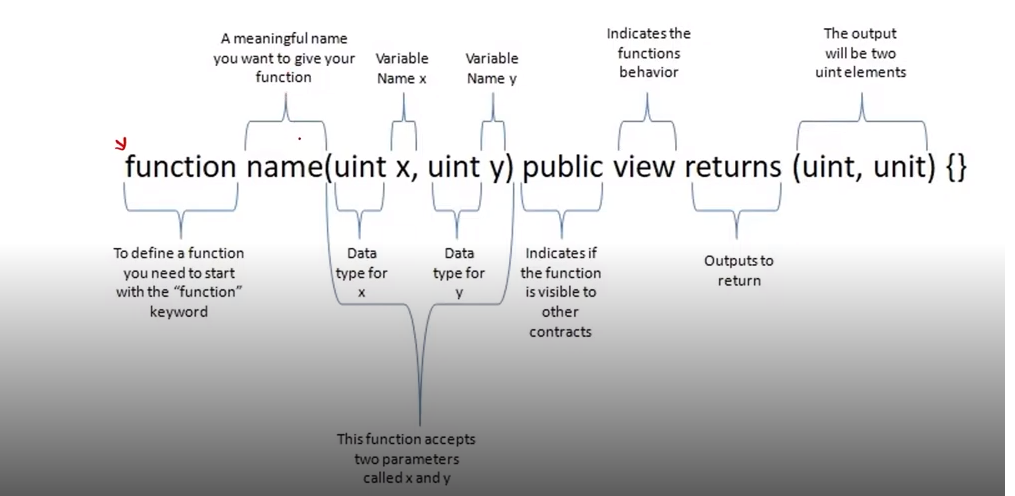 A meaningful name
you want to give your
function
Variable
Name x
Variable
Name y
Indicates the
functions
behavior
The output
will be two
uint elements
function name(uint x, uint y) public view returns (uint, unit) {}
To define a function
you need to start
with the “function”
keyword
Data
type for
x
Data
type for
y
Indicates if
the function
is visible to
other
contracts
Outputs to
return
This function accepts
two parameters
called x and y